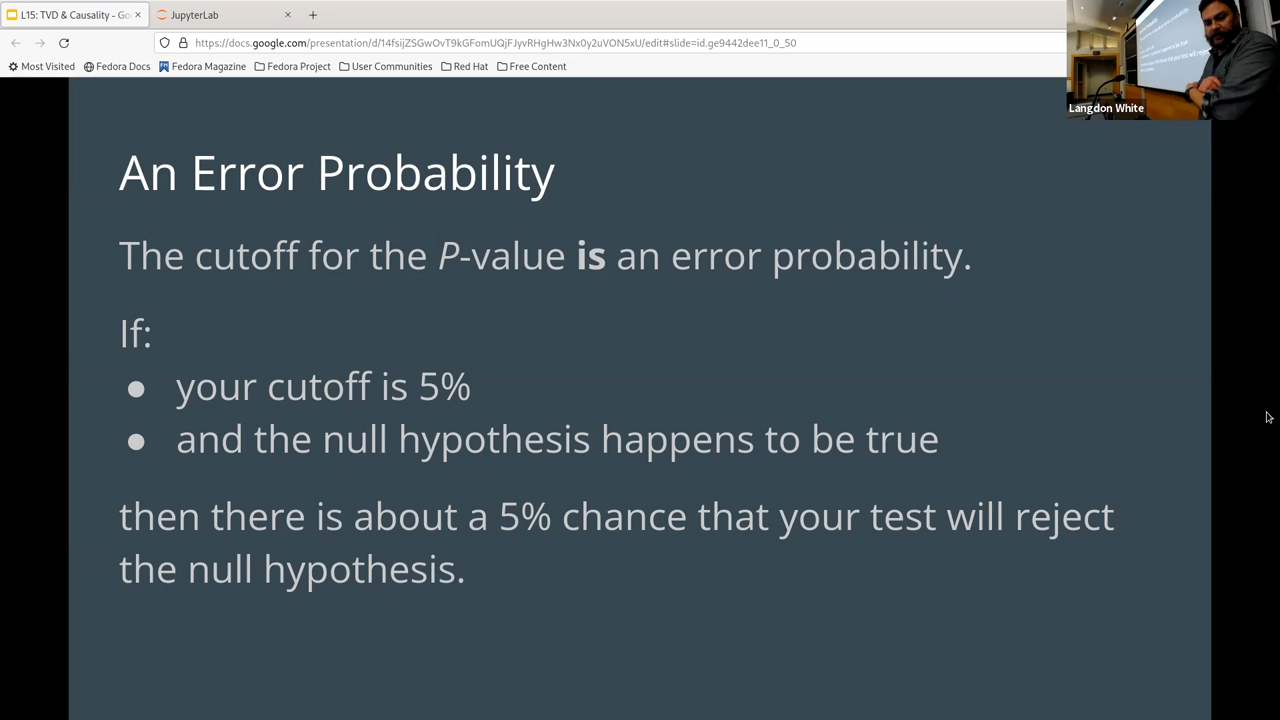 L15: TVD & Causality - Go
JupyterLab
https://docs.google.com/presentation/d/14fsijZSGwOvT9kGFomUQjFJyvRHgHw3Nx0y2uVON5xU/edit#slide=id.ge9442dee11_0_50
Most Visited Fedora Docs Fedora Magazine Fedora Project User Communities Red Hat Free Content
Langdon White
An Error Probability
The cutoff for the P-value is an error probability.
If:
● your cutoff is 5%
● and the null hypothesis happens to be true
then there is about a 5% chance that your test will reject
the null hypothesis.